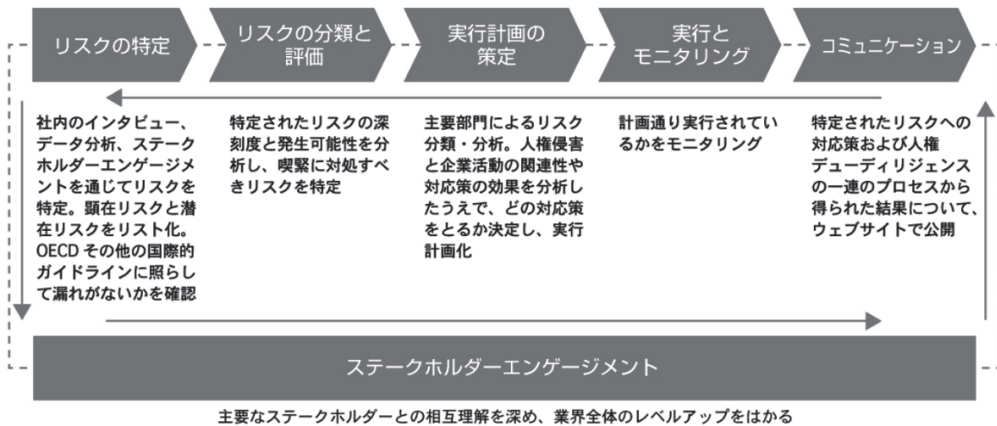 リスクの特定
リスクの分類と
評価
実行計画の
策定
実行と
モニタリング
コミュニケーション
社内のインタビュー、
データ分析、ステーク
ホルダーエンゲージメ
ントを通じてリスクを
特定。顕在リスクと潜
在リスクをリスト化。
OECD その他の国際的
ガイドラインに照らし
て漏れがないかを確認
特定されたリスクの深
刻度と発生可能性を分
析し、喫緊に対処すべ
きリスクを特定
主要部門によるリスク
分類・分析。人権侵害
と企業活動の関連性や
対応策の効果を分析し
たうえで、どの対応策
をとるか決定し、実行
計画化
計画通り実行されてい
るかをモニタリング
特定されたリスクへの
対応策および人権
デューディリジェンス
の一連のプロセスから
得られた結果について、
ウェブサイトで公開
ステークホルダーエンゲージメント
主要なステークホルダーとの相互理解を深め、業界全体のレベルアップをはかる